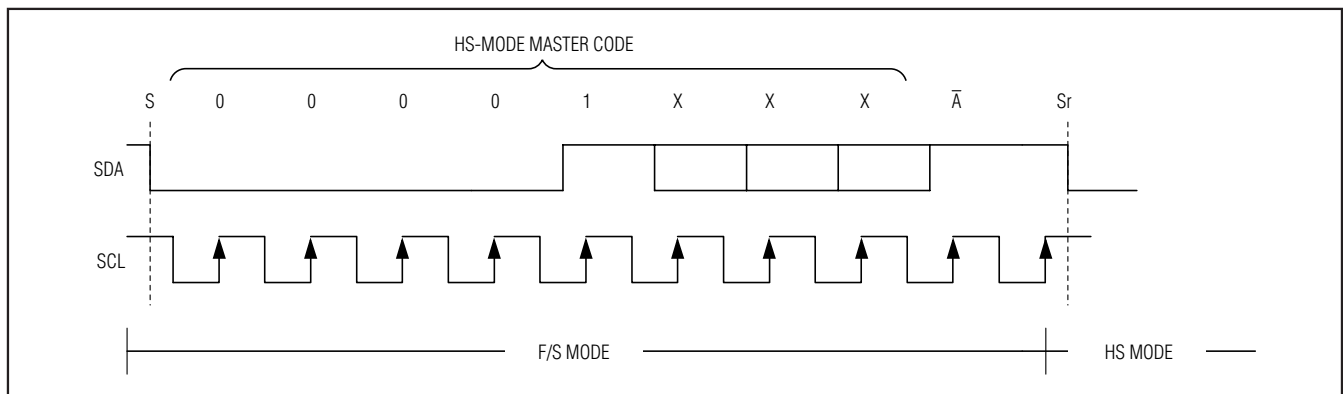 HS-MODE MASTER CODE
S 0 0 0 0 1 X X X A̅ Sr
SDA
SCL
F/S MODE HS MODE